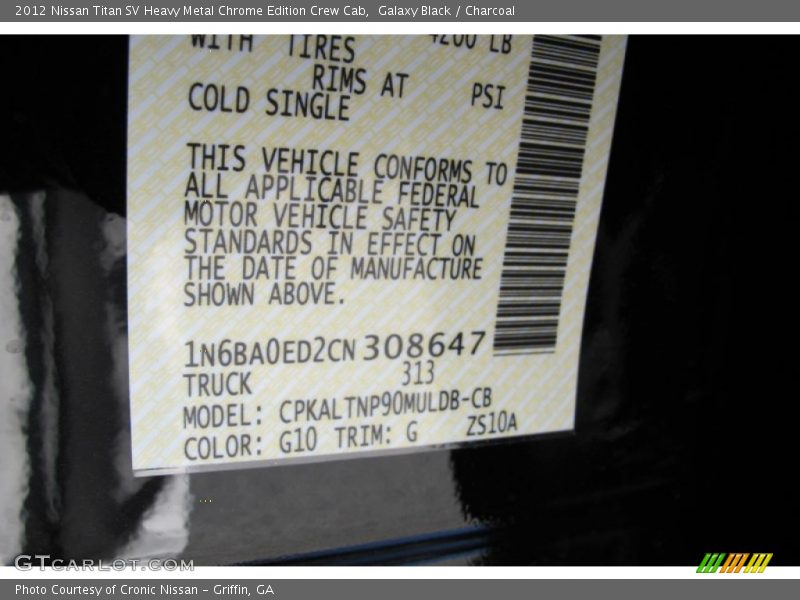 2012 Nissan Titan SV Heavy Metal Chrome Edition Crew Cab,  Galaxy Black / Charcoal
WITH TIRES 4200 LB
RIMS AT PSI
COLD SINGLE
THIS VEHICLE CONFORMS TO
ALL APPLICABLE FEDERAL
MOTOR VEHICLE SAFETY
STANDARDS IN EFFECT ON
THE DATE OF MANUFACTURE
SHOWN ABOVE.
1N6BA0ED2CN308647
TRUCK 313
MODEL: CPKALTNP90MULDB-CB
COLOR: G10 TRIM: G ZS10A
GTCARLOT.COM
Photo Courtesy of Cronic Nissan - Griffin, GA